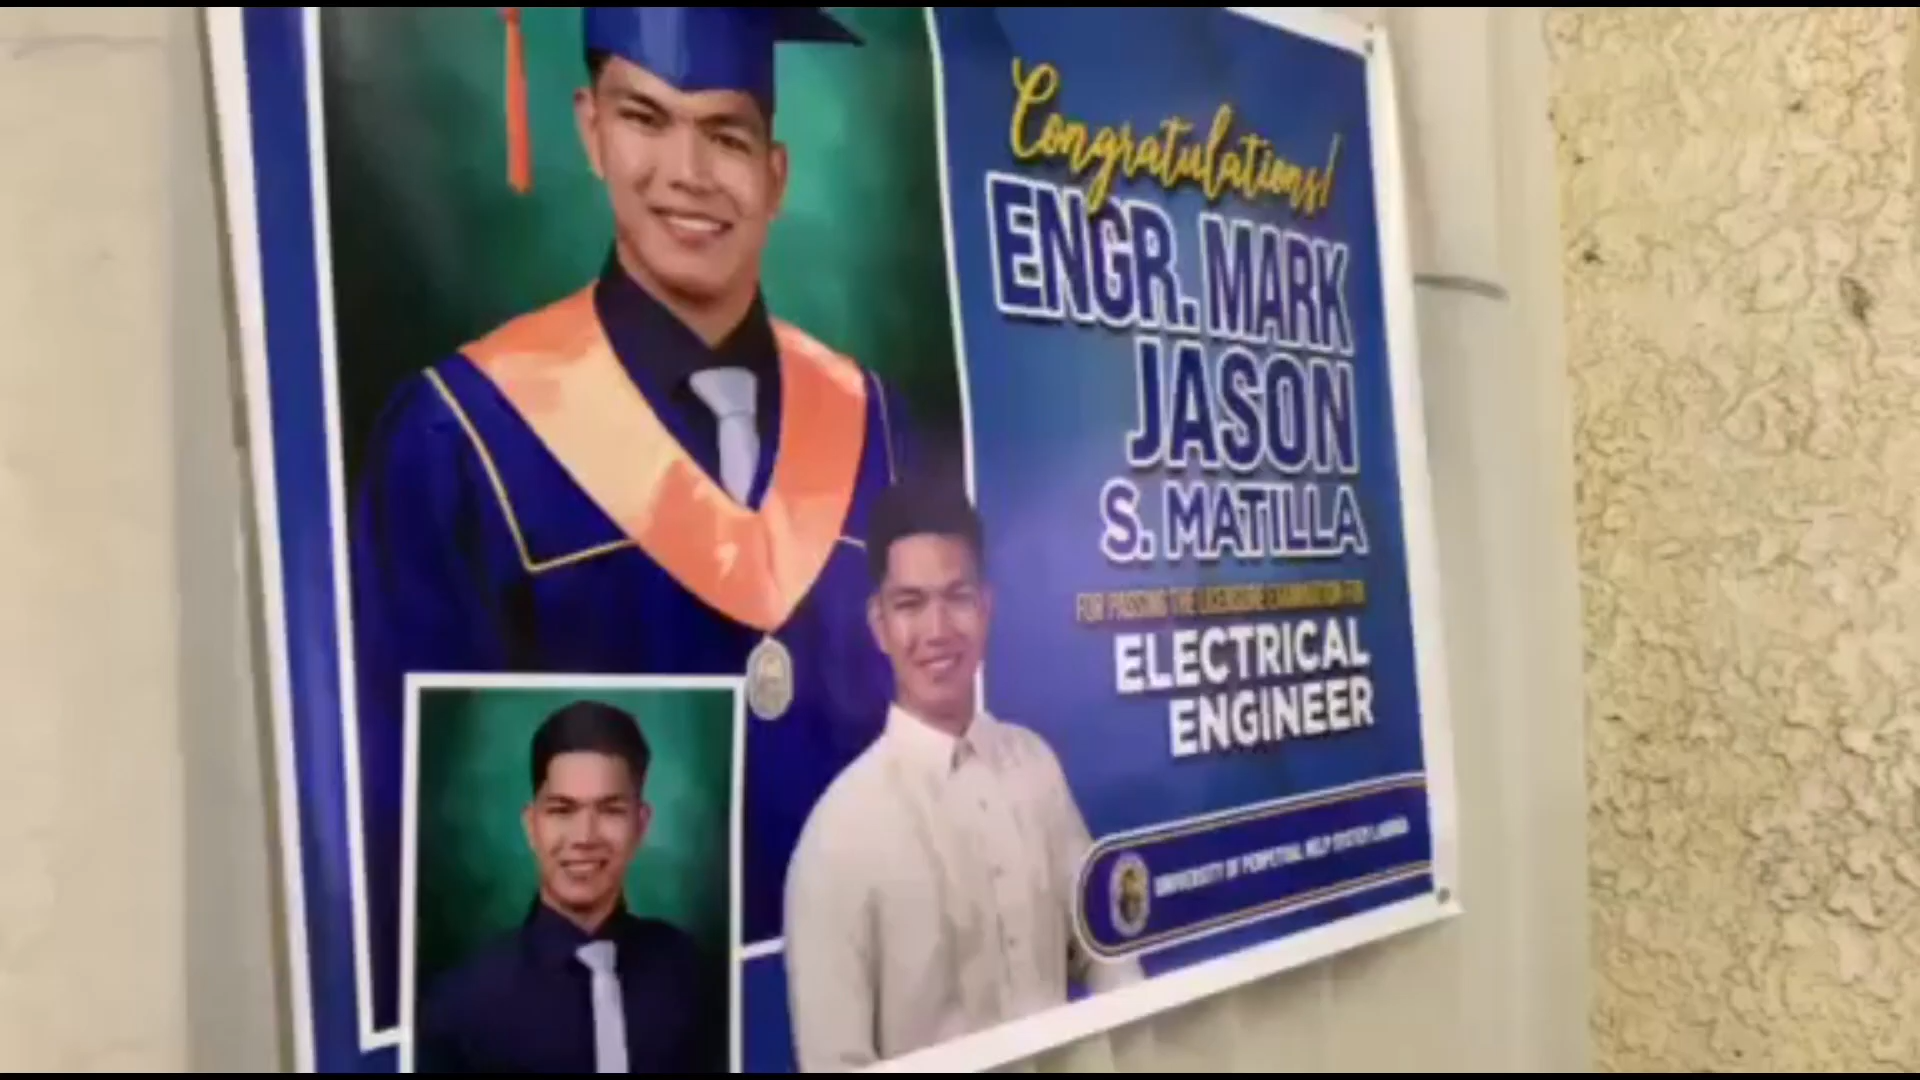 Congratulations!
ENGR. MARK
JASON
S. MATILLA
FOR PASSING THE LICENSURE EXAMINATION FOR
ELECTRICAL
ENGINEER
UNIVERSITY OF PERPETUAL HELP SYSTEM LAGUNA